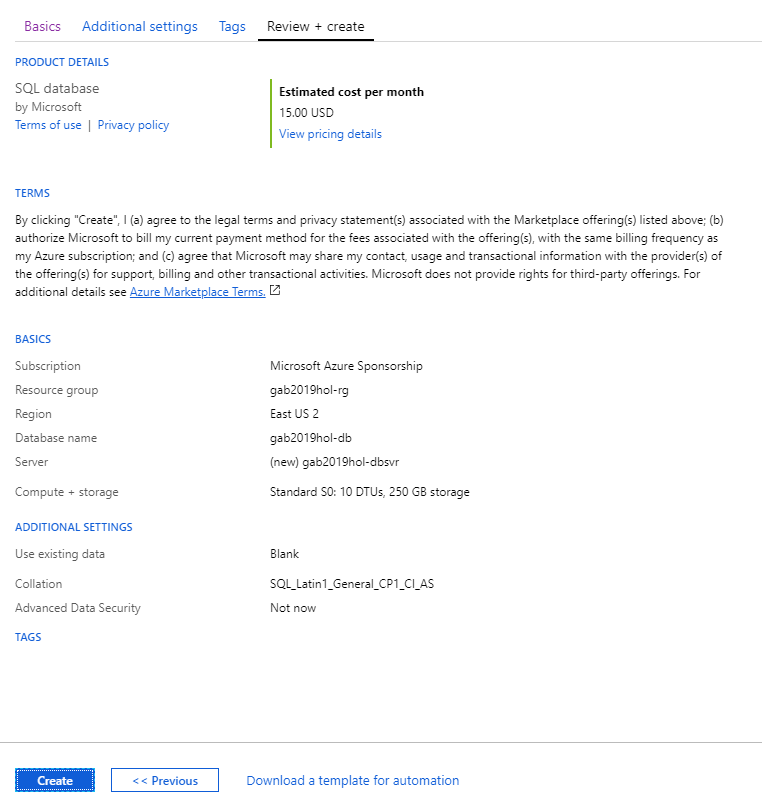 Basics Additional settings Tags Review + create
PRODUCT DETAILS
SQL database
by Microsoft
Terms of use | Privacy policy
Estimated cost per month
15.00 USD
View pricing details
TERMS
By clicking "Create", I (a) agree to the legal terms and privacy statement(s) associated with the Marketplace offering(s) listed above; (b)
authorize Microsoft to bill my current payment method for the fees associated with the offering(s), with the same billing frequency as
my Azure subscription; and (c) agree that Microsoft may share my contact, usage and transactional information with the provider(s) of
the offering(s) for support, billing and other transactional activities. Microsoft does not provide rights for third-party offerings. For
additional details see Azure Marketplace Terms.
BASICS
Subscription Microsoft Azure Sponsorship
Resource group gab2019hol-rg
Region East US 2
Database name gab2019hol-db
Server (new) gab2019hol-dbsvr
Compute + storage Standard S0: 10 DTUs, 250 GB storage
ADDITIONAL SETTINGS
Use existing data Blank
Collation SQL_Latin1_General_CP1_CI_AS
Advanced Data Security Not now
TAGS
Create << Previous Download a template for automation